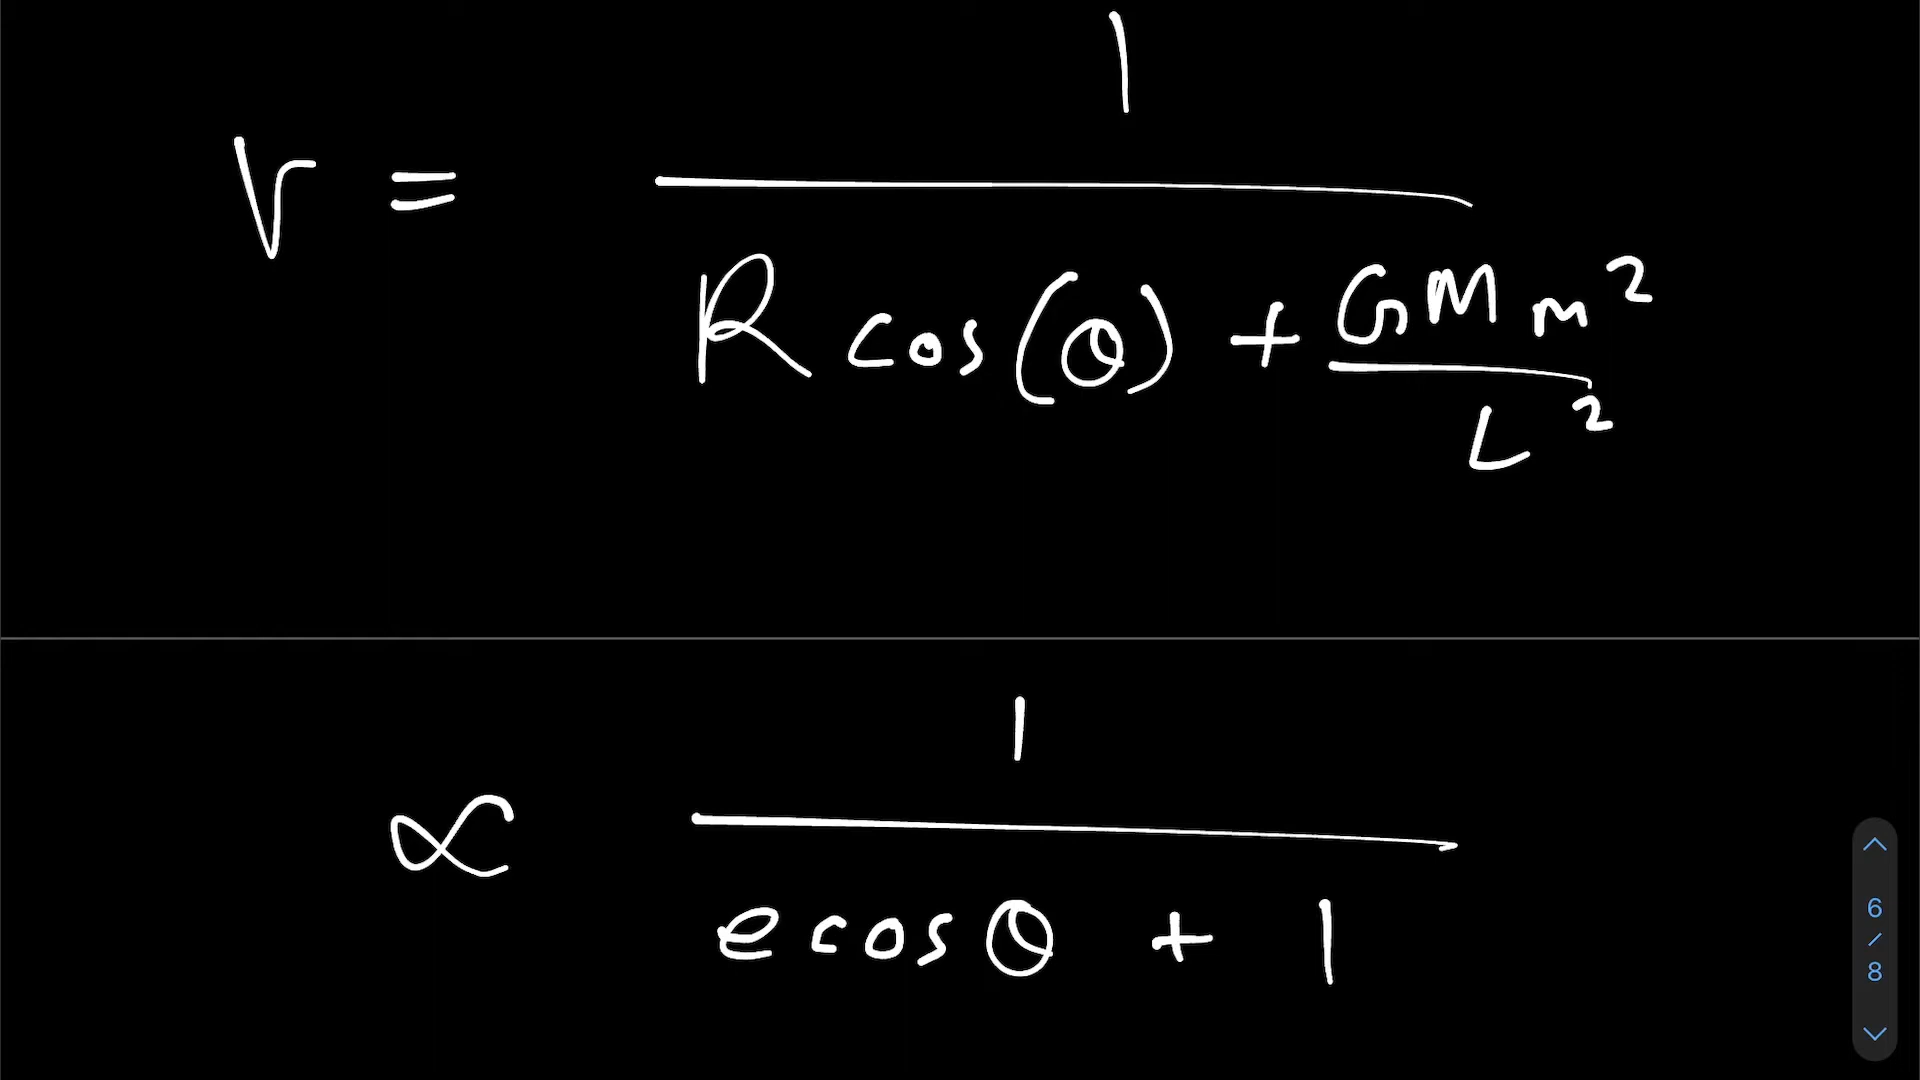 r = 1 / (R cos(θ) + GMm² / L²)
∝ 1 / (e cos θ + 1)
6 / 8